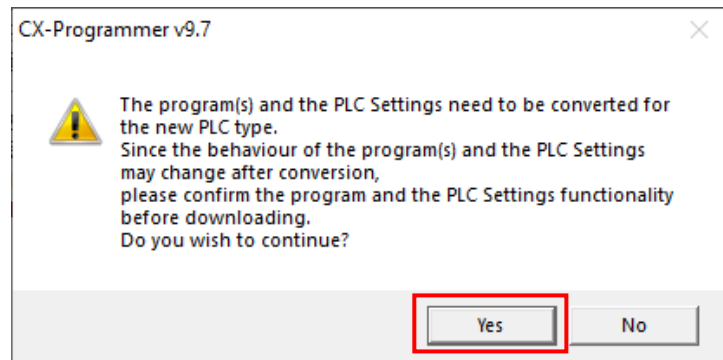 CX-Programmer v9.7
The program(s) and the PLC Settings need to be converted for
the new PLC type.
Since the behaviour of the program(s) and the PLC Settings
may change after conversion,
please confirm the program and the PLC Settings functionality
before downloading.
Do you wish to continue?
Yes
No